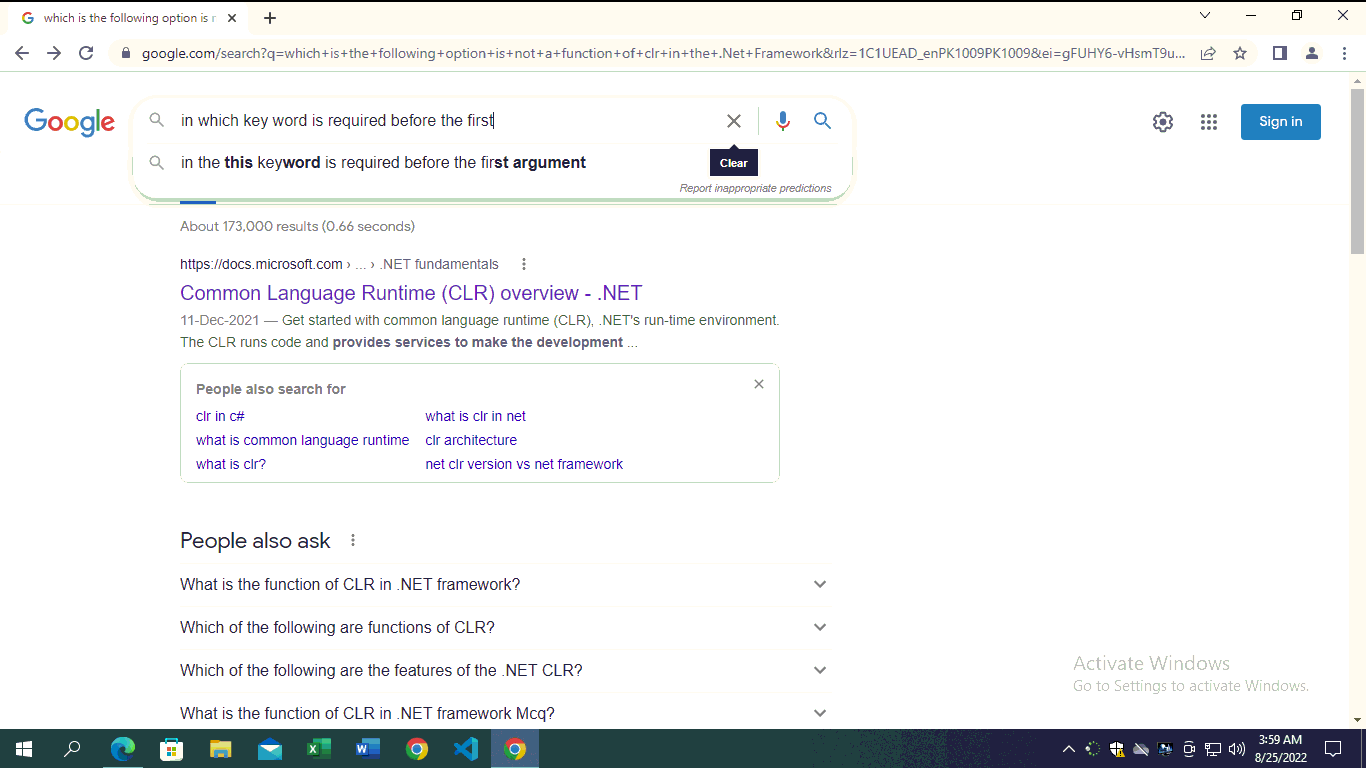 which is the following option is r
google.com/search?q=which+is+the+following+option+is+not+a+function+of+clr+in+the+.Net+Framework&rlz=1C1UEAD_enPK1009PK1009&ei=gFUHY6-vHsmT9u...
Google
in which key word is required before the first
Sign in
in the this keyword is required before the first argument
Clear
Report inappropriate predictions
About 173,000 results (0.66 seconds)
https://docs.microsoft.com › ... › .NET fundamentals
Common Language Runtime (CLR) overview - .NET
11-Dec-2021 — Get started with common language runtime (CLR), .NET's run-time environment.
The CLR runs code and provides services to make the development ...
People also search for
clr in c#
what is clr in net
what is common language runtime
clr architecture
what is clr?
net clr version vs net framework
People also ask
What is the function of CLR in .NET framework?
Which of the following are functions of CLR?
Which of the following are the features of the .NET CLR?
What is the function of CLR in .NET framework Mcq?
Activate Windows
Go to Settings to activate Windows.
3:59 AM
8/25/2022